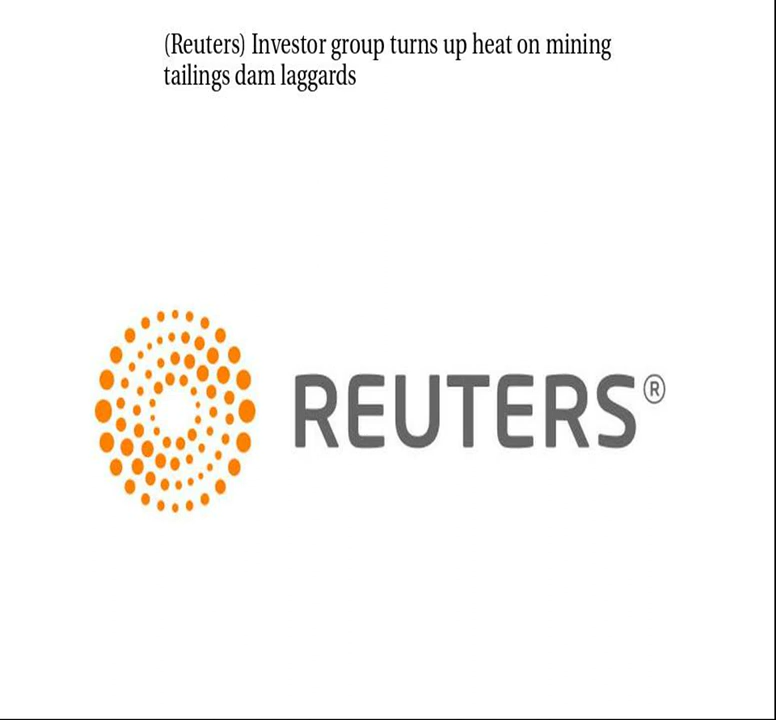 (Reuters) Investor group turns up heat on mining
tailings dam laggards
REUTERS®